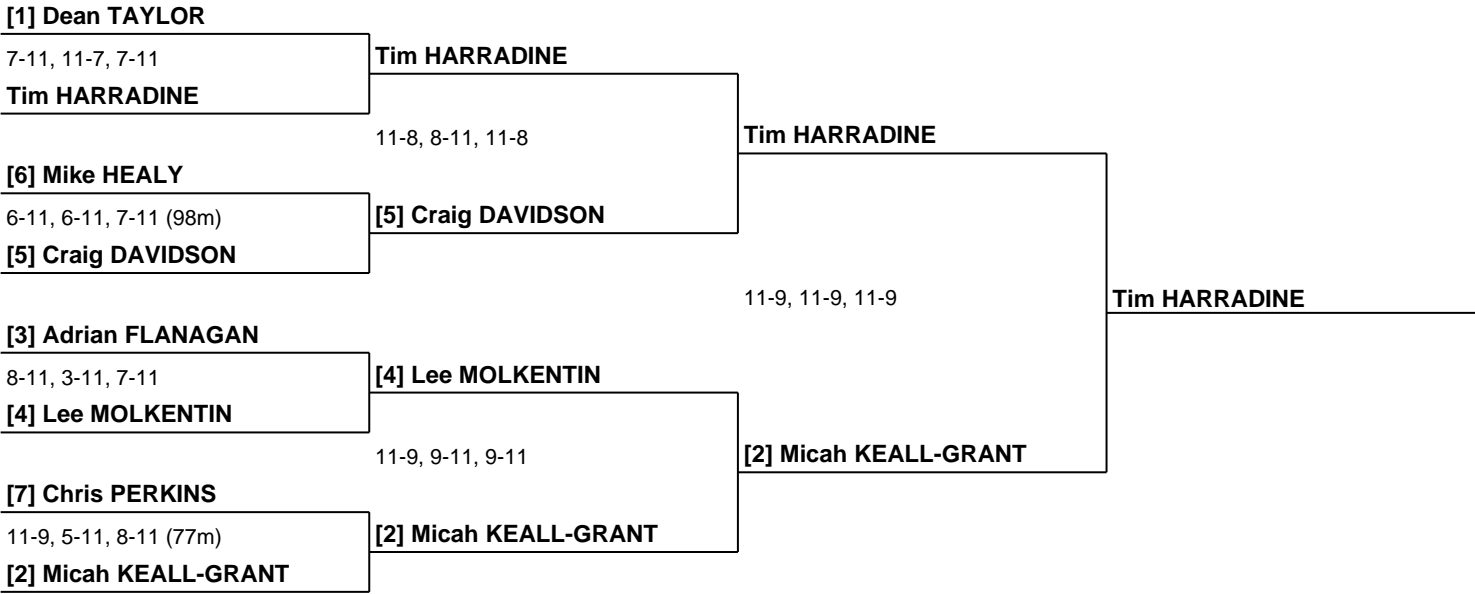 [1] Dean TAYLOR
7-11, 11-7, 7-11
Tim HARRADINE
Tim HARRADINE
11-8, 8-11, 11-8
Tim HARRADINE
[6] Mike HEALY
6-11, 6-11, 7-11 (98m)
[5] Craig DAVIDSON
[5] Craig DAVIDSON
11-9, 11-9, 11-9
Tim HARRADINE
[3] Adrian FLANAGAN
8-11, 3-11, 7-11
[4] Lee MOLKENTIN
[4] Lee MOLKENTIN
11-9, 9-11, 9-11
[2] Micah KEALL-GRANT
[7] Chris PERKINS
11-9, 5-11, 8-11 (77m)
[2] Micah KEALL-GRANT
[2] Micah KEALL-GRANT